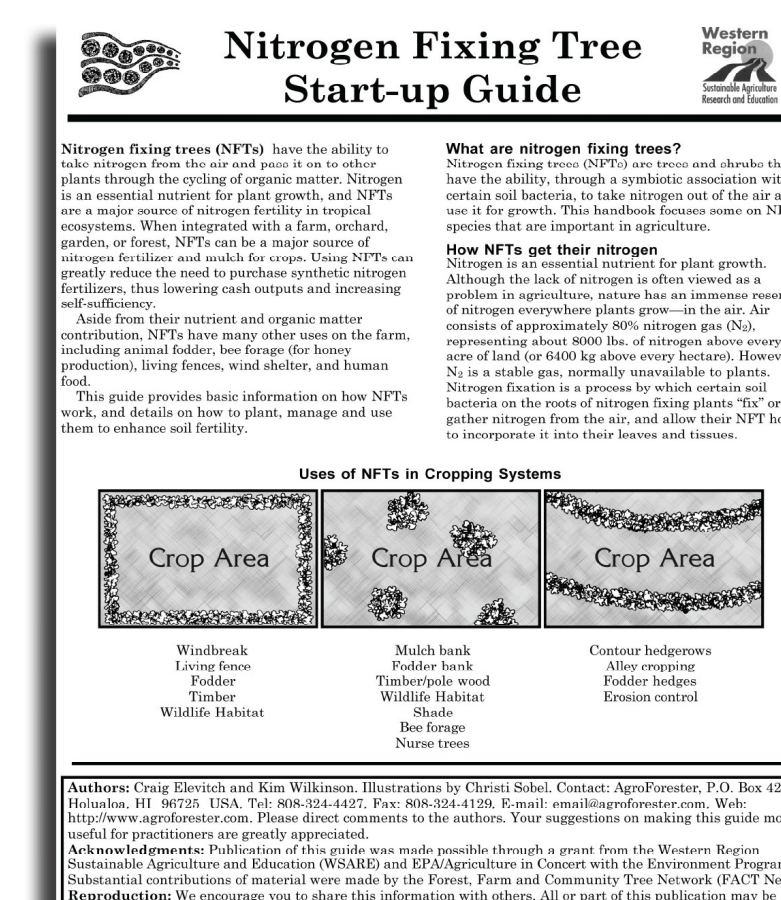 Nitrogen Fixing Tree
Start-up Guide
Western
Region
Sustainable Agriculture
Research and Education
Nitrogen fixing trees (NFTs) have the ability to
take nitrogen from the air and pass it on to other
plants through the cycling of organic matter. Nitrogen
is an essential nutrient for plant growth, and NFTs
are a major source of nitrogen fertility in tropical
ecosystems. When integrated with a farm, orchard,
garden, or forest, NFTs can be a major source of
nitrogen fertilizer and mulch for crops. Using NFTs can
greatly reduce the need to purchase synthetic nitrogen
fertilizers, thus lowering cash outputs and increasing
self-sufficiency.
Aside from their nutrient and organic matter
contribution, NFTs have many other uses on the farm,
including animal fodder, bee forage (for honey
production), living fences, wind shelter, and human
food.
This guide provides basic information on how NFTs
work, and details on how to plant, manage and use
them to enhance soil fertility.
What are nitrogen fixing trees?
Nitrogen fixing trees (NFTs) are trees and shrubs th
have the ability, through a symbiotic association wit
certain soil bacteria, to take nitrogen out of the air a
use it for growth. This handbook focuses some on NF
species that are important in agriculture.
How NFTs get their nitrogen
Nitrogen is an essential nutrient for plant growth.
Although the lack of nitrogen is often viewed as a
problem in agriculture, nature has an immense reser
of nitrogen everywhere plants grow—in the air. Air
consists of approximately 80% nitrogen gas (N₂),
representing about 8000 lbs. of nitrogen above every
acre of land (or 6400 kg above every hectare). Howev
N₂ is a stable gas, normally unavailable to plants.
Nitrogen fixation is a process by which certain soil
bacteria on the roots of nitrogen fixing plants “fix” or
gather nitrogen from the air, and allow their NFT ho
to incorporate it into their leaves and tissues.
Uses of NFTs in Cropping Systems
Crop Area
Crop Area
Crop Area
Windbreak
Living fence
Fodder
Timber
Wildlife Habitat
Mulch bank
Fodder bank
Timber/pole wood
Wildlife Habitat
Shade
Bee forage
Nurse trees
Contour hedgerows
Alley cropping
Fodder hedges
Erosion control
Authors: Craig Elevitch and Kim Wilkinson. Illustrations by Christi Sobel. Contact: AgroForester, P.O. Box 42
Holualoa, HI 96725 USA, Tel: 808-324-4427, Fax: 808-324-4129, E-mail: email@agroforester.com, Web:
http://www.agroforester.com. Please direct comments to the authors. Your suggestions on making this guide mo
useful for practitioners are greatly appreciated.
Acknowledgments: Publication of this guide was made possible through a grant from the Western Region
Sustainable Agriculture and Education (WSARE) and EPA/Agriculture in Concert with the Environment Program
Substantial contributions of material were made by the Forest, Farm and Community Tree Network (FACT Ne
Reproduction: We encourage you to share this information with others. All or part of this publication may be